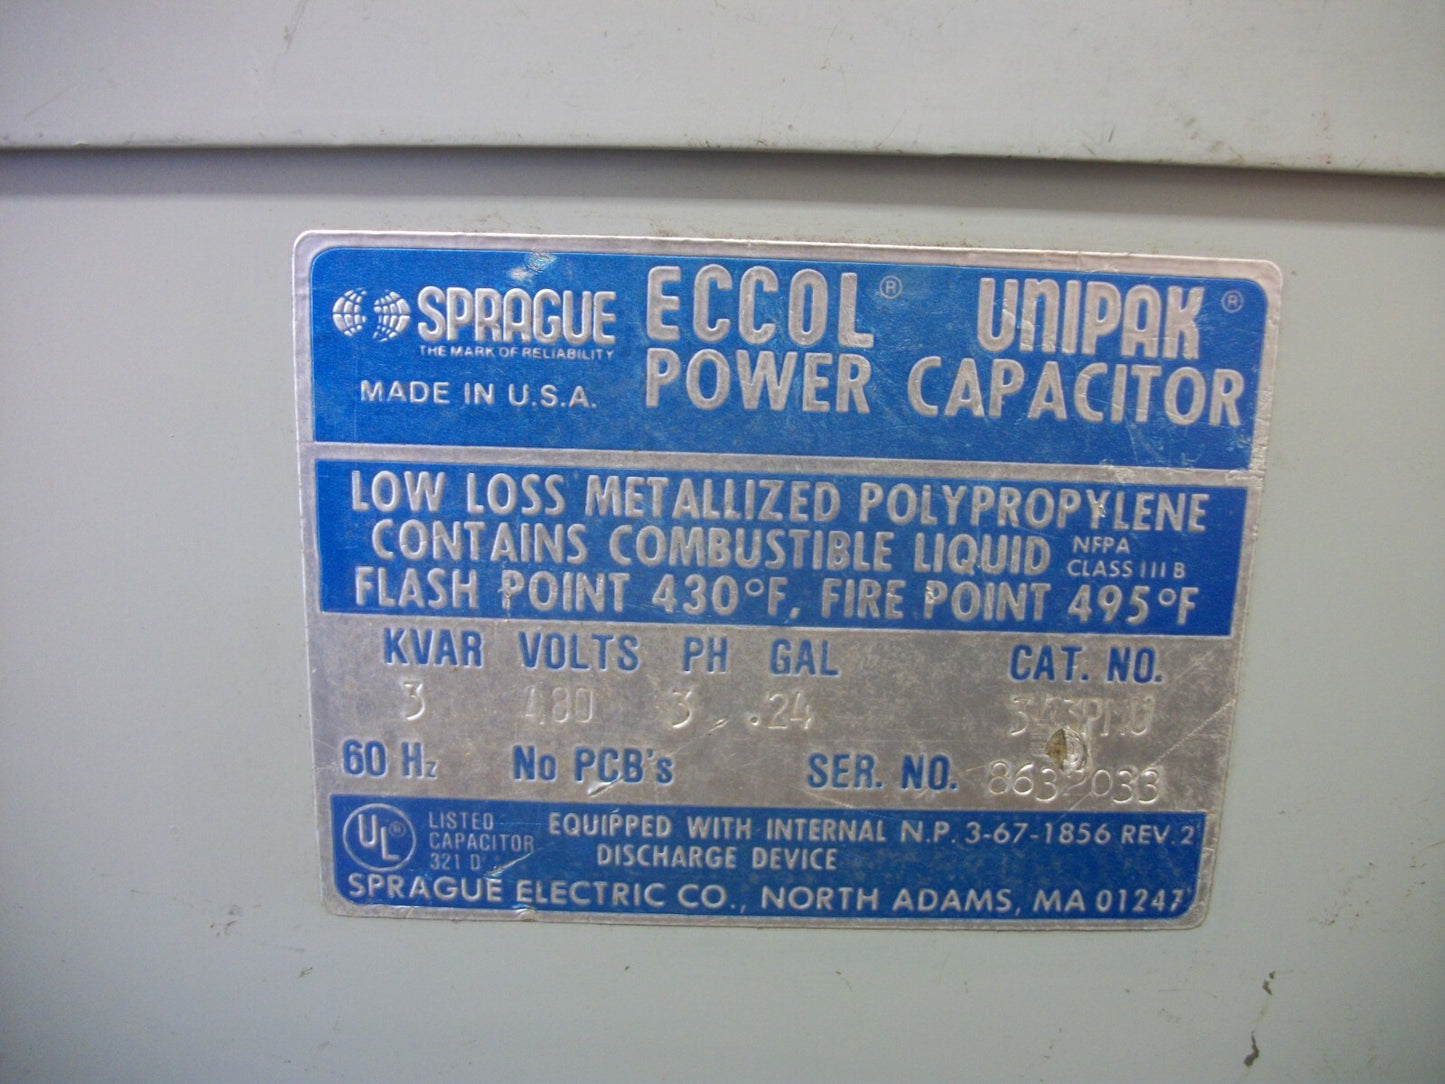 SPRAGUE
THE MARK OF RELIABILITY
MADE IN U.S.A.
ECCOL® UNIPAK®
POWER CAPACITOR
LOW LOSS METALLIZED POLYPROPYLENE
CONTAINS COMBUSTIBLE LIQUID NFPA CLASS III B
FLASH POINT 430°F, FIRE POINT 495°F
KVAR VOLTS PH GAL CAT. NO.
3 480 3 .24
60 Hz No PCB's SER. NO.
UL® LISTED
CAPACITOR
321 D
EQUIPPED WITH INTERNAL N.P. 3-67-1856 REV. 2
DISCHARGE DEVICE
SPRAGUE ELECTRIC CO., NORTH ADAMS, MA 01247